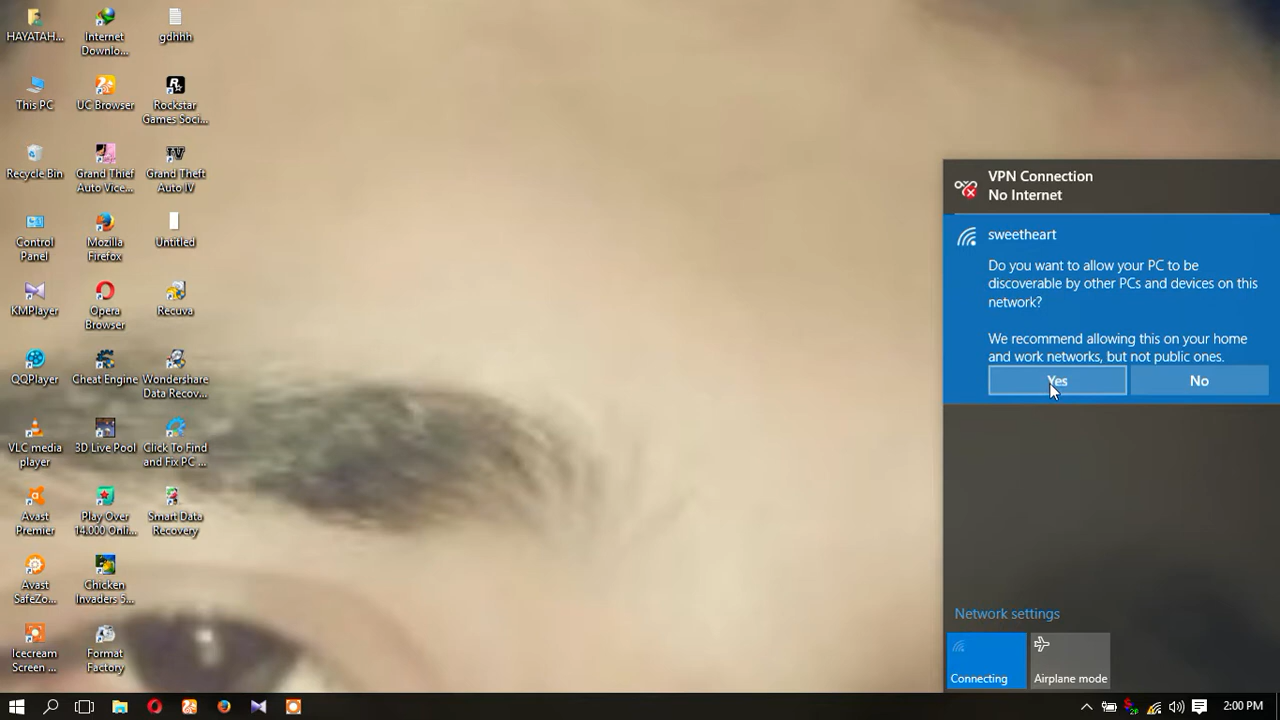 HAYATAH...
Internet
Downlo...
gdhhh
This PC
UC Browser
Rockstar
Games Soci...
Recycle Bin
Grand Thief
Auto Vice...
Grand Theft
Auto IV
Control
Panel
Mozilla
Firefox
Untitled
KMPlayer
Opera
Browser
Recuva
QQPlayer
Cheat Engine
Wondershare
Data Recov...
VLC media
player
3D Live Pool
Click To Find
and Fix PC ...
Avast
Premier
Play Over
14.000 Onli...
Smart Data
Recovery
Avast
SafeZo...
Chicken
Invaders 5...
Icecream
Screen ...
Format
Factory
VPN Connection
No Internet
sweetheart
Do you want to allow your PC to be
discoverable by other PCs and devices on this
network?
We recommend allowing this on your home
and work networks, but not public ones.
Yes
No
Network settings
Connecting
Airplane mode
2:00 PM